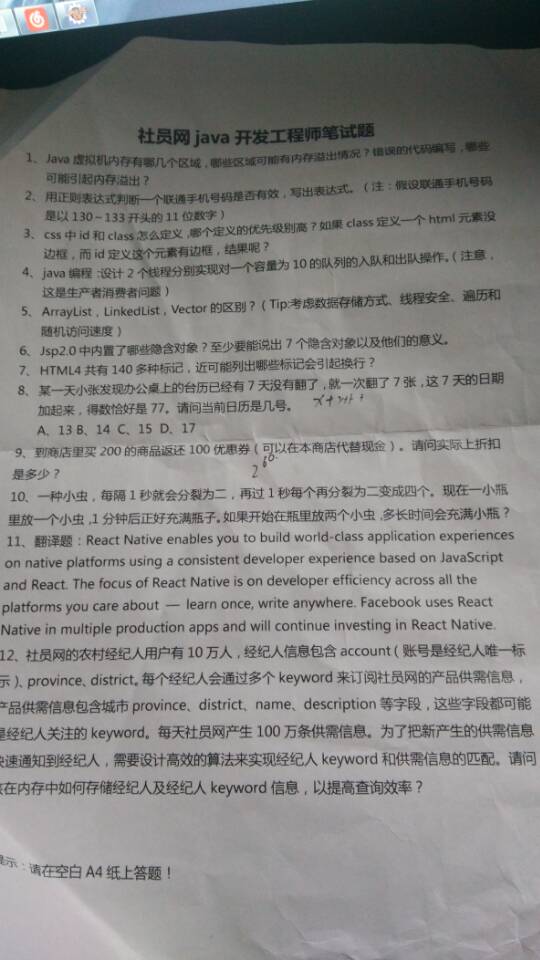 社员网 java 开发工程师笔试题
1、Java 虚拟机内存有哪几个区域，哪些区域可能有内存溢出情况？错误的代码编写，哪些
可能引起内存溢出？
2、用正则表达式判断一个联通手机号码是否有效，写出表达式。（注：假设联通手机号码
是以 130～133 开头的 11 位数字）
3、css 中 id 和 class 怎么定义，哪个定义的优先级别高？如果 class 定义一个 html 元素没
边框，而 id 定义这个元素有边框，结果呢？
4、java 编程：设计 2 个线程分别实现对一个容量为 10 的队列的入队和出队操作。（注意，
这是生产者消费者问题）
5、ArrayList，LinkedList，Vector 的区别？（Tip:考虑数据存储方式、线程安全、遍历和
随机访问速度）
6、Jsp2.0 中内置了哪些隐含对象？至少要能说出 7 个隐含对象以及他们的意义。
7、HTML4 共有 140 多种标记，近可能列出哪些标记会引起换行？
8、某一天小张发现办公桌上的台历已经有 7 天没有翻了，就一次翻了 7 张，这 7 天的日期
加起来，得数恰好是 77。请问当前日历是几号。
A、13 B、14 C、15 D、17
9、到商店里买 200 的商品返还 100 优惠券（可以在本商店代替现金）。请问实际上折扣
是多少？
10、一种小虫，每隔 1 秒就会分裂为二，再过 1 秒每个再分裂为二变成四个。现在一小瓶
里放一个小虫，1 分钟后正好充满瓶子。如果开始在瓶里放两个小虫，多长时间会充满小瓶？
2 60.
11、翻译题：React Native enables you to build world-class application experiences
on native platforms using a consistent developer experience based on JavaScript
and React. The focus of React Native is on developer efficiency across all the
platforms you care about — learn once, write anywhere. Facebook uses React
Native in multiple production apps and will continue investing in React Native.
12、社员网的农村经纪人用户有 10 万人，经纪人信息包含 account（账号是经纪人唯一标
示）、province、district。每个经纪人会通过多个 keyword 来订阅社员网的产品供需信息，
产品供需信息包含城市 province、district、name、description 等字段，这些字段都可能
是经纪人关注的 keyword。每天社员网产生 100 万条供需信息。为了把新产生的供需信息
快速通知到经纪人，需要设计高效的算法来实现经纪人 keyword 和供需信息的匹配。请问
在内存中如何存储经纪人及经纪人 keyword 信息，以提高查询效率？
提示：请在空白 A4 纸上答题！